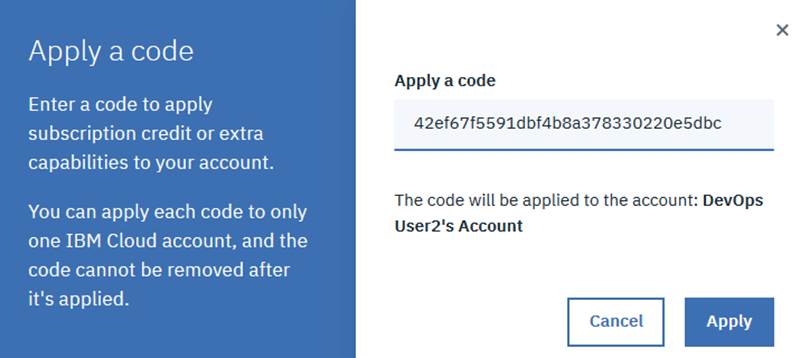 Apply a code
Enter a code to apply
subscription credit or extra
capabilities to your account.
You can apply each code to only
one IBM Cloud account, and the
code cannot be removed after
it's applied.
Apply a code
42ef67f5591dbf4b8a378330220e5dbc
The code will be applied to the account: DevOps
User2's Account
Cancel
Apply